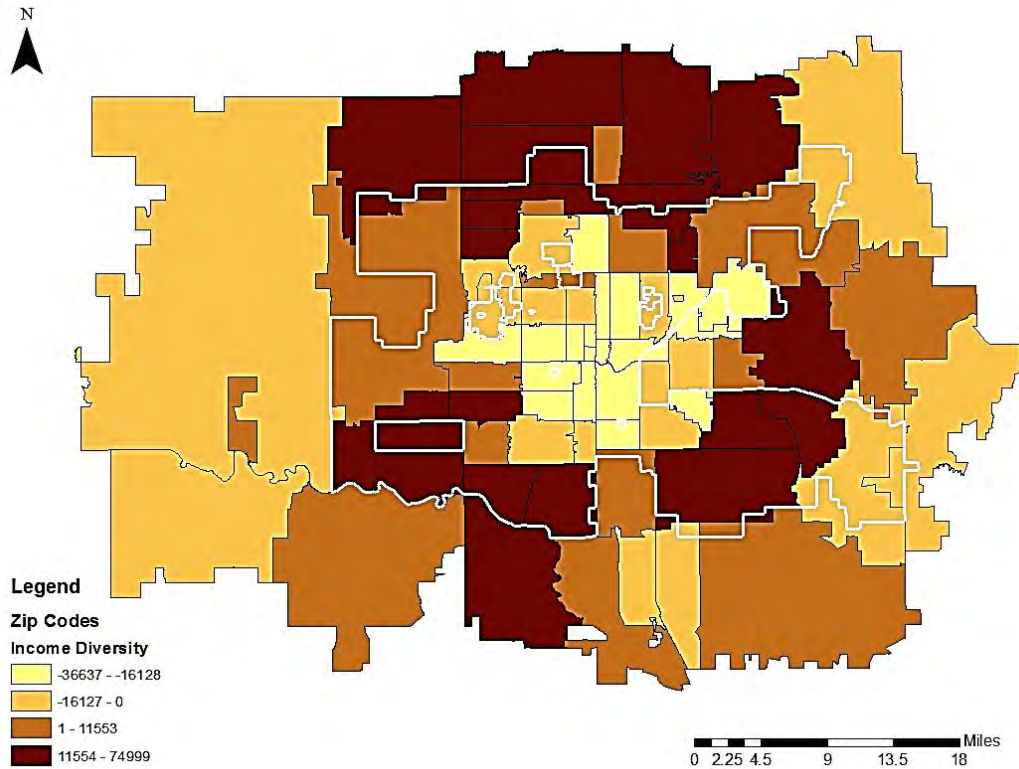 N
Legend
Zip Codes
Income Diversity
-36637 - -16128
-16127 - 0
1 - 11553
11554 - 74999
Miles
0 2.25 4.5 9 13.5 18